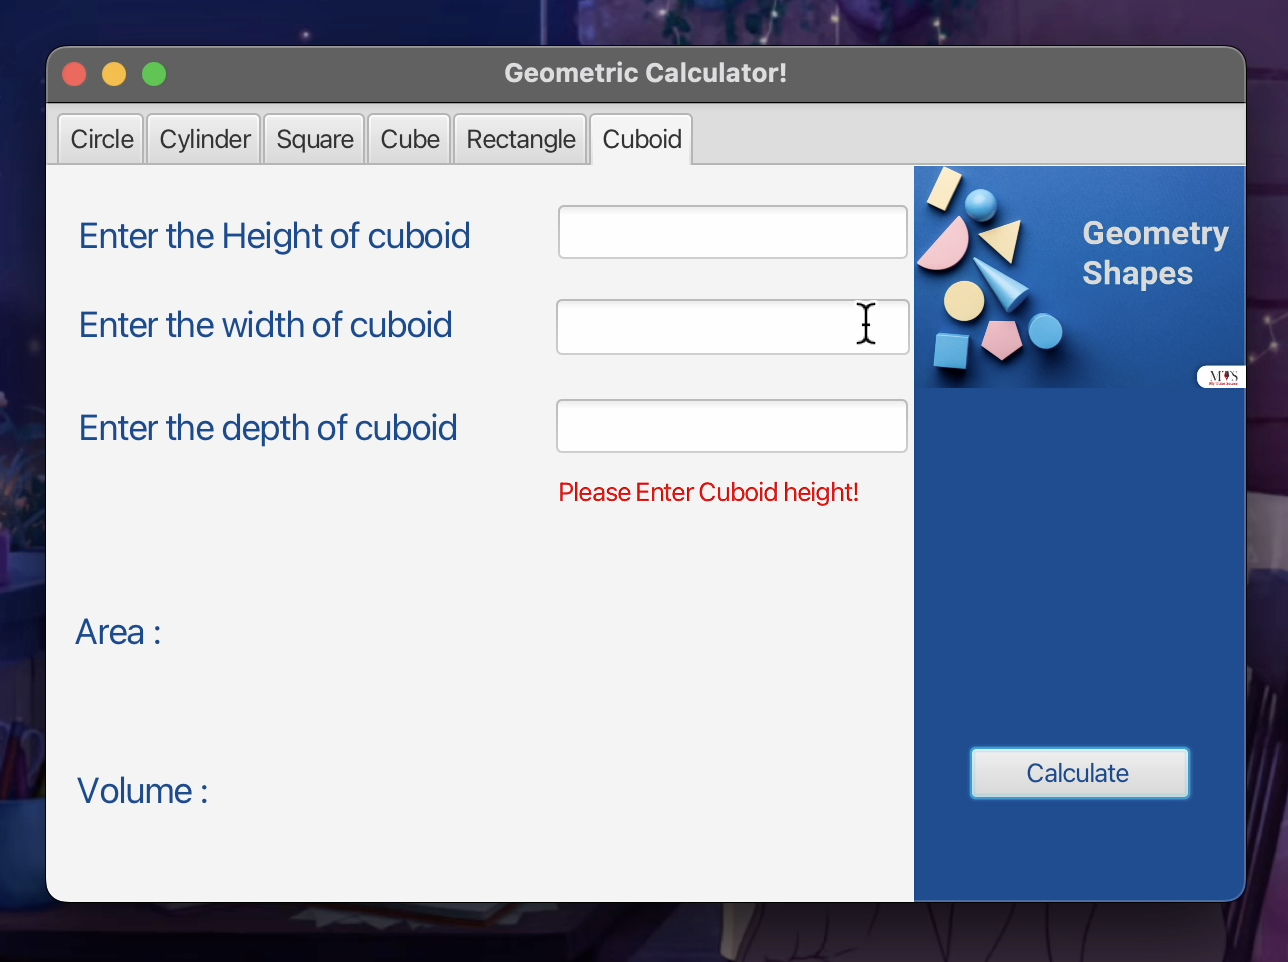 Geometric Calculator!
Circle Cylinder Square Cube Rectangle Cuboid
Enter the Height of cuboid
Enter the width of cuboid
Enter the depth of cuboid
Please Enter Cuboid height!
Area :
Volume :
Geometry
Shapes
Calculate